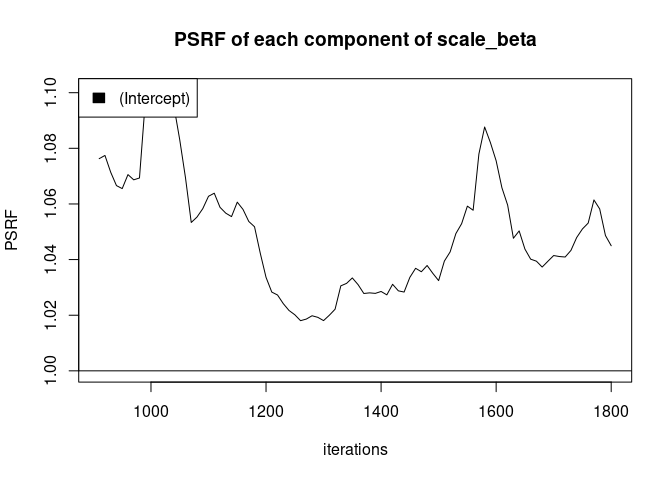 PSRF of each component of scale_beta
(Intercept)
PSRF
1.10
1.08
1.06
1.04
1.02
1.00
1000 1200 1400 1600 1800
iterations